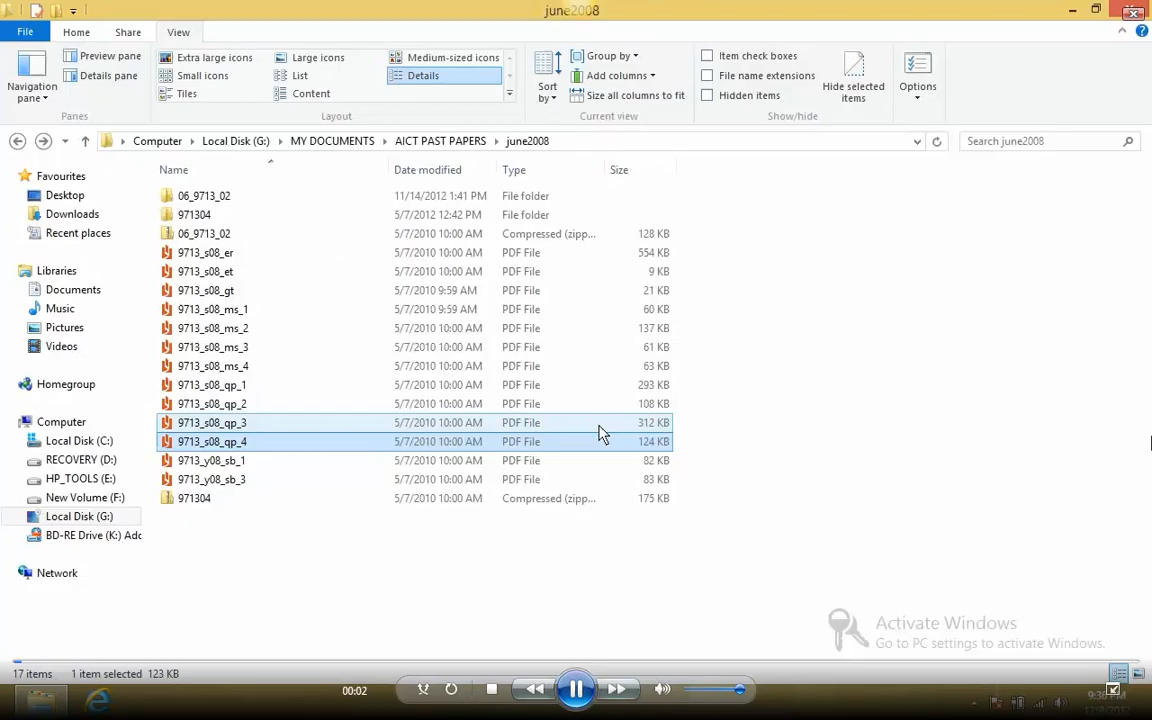 june2008
File Home Share View
Navigation pane
Preview pane
Details pane
Panes
Extra large icons Large icons Medium-sized icons
Small icons List Details
Tiles Content
Layout
Sort by
Group by
Add columns
Size all columns to fit
Current view
Item check boxes
File name extensions
Hidden items
Hide selected items
Show/hide
Options
Computer Local Disk (G:) MY DOCUMENTS AICT PAST PAPERS june2008
Search june2008
Favourites
Desktop
Downloads
Recent places
Libraries
Documents
Music
Pictures
Videos
Homegroup
Computer
Local Disk (C:)
RECOVERY (D:)
HP_TOOLS (E:)
New Volume (F:)
Local Disk (G:)
BD-RE Drive (K:) Adc
Network
Name Date modified Type Size
06_9713_02 11/14/2012 1:41 PM File folder
971304 5/7/2012 12:42 PM File folder
06_9713_02 5/7/2010 10:00 AM Compressed (zipp... 128 KB
9713_s08_er 5/7/2010 10:00 AM PDF File 554 KB
9713_s08_et 5/7/2010 10:00 AM PDF File 9 KB
9713_s08_gt 5/7/2010 9:59 AM PDF File 21 KB
9713_s08_ms_1 5/7/2010 9:59 AM PDF File 60 KB
9713_s08_ms_2 5/7/2010 10:00 AM PDF File 137 KB
9713_s08_ms_3 5/7/2010 10:00 AM PDF File 61 KB
9713_s08_ms_4 5/7/2010 10:00 AM PDF File 63 KB
9713_s08_qp_1 5/7/2010 10:00 AM PDF File 293 KB
9713_s08_qp_2 5/7/2010 10:00 AM PDF File 108 KB
9713_s08_qp_3 5/7/2010 10:00 AM PDF File 312 KB
9713_s08_qp_4 5/7/2010 10:00 AM PDF File 124 KB
9713_y08_sb_1 5/7/2010 10:00 AM PDF File 82 KB
9713_y08_sb_3 5/7/2010 10:00 AM PDF File 83 KB
971304 5/7/2010 10:00 AM Compressed (zipp... 175 KB
Activate Windows
Go to PC settings to activate Windows.
17 items 1 item selected 123 KB
00:02